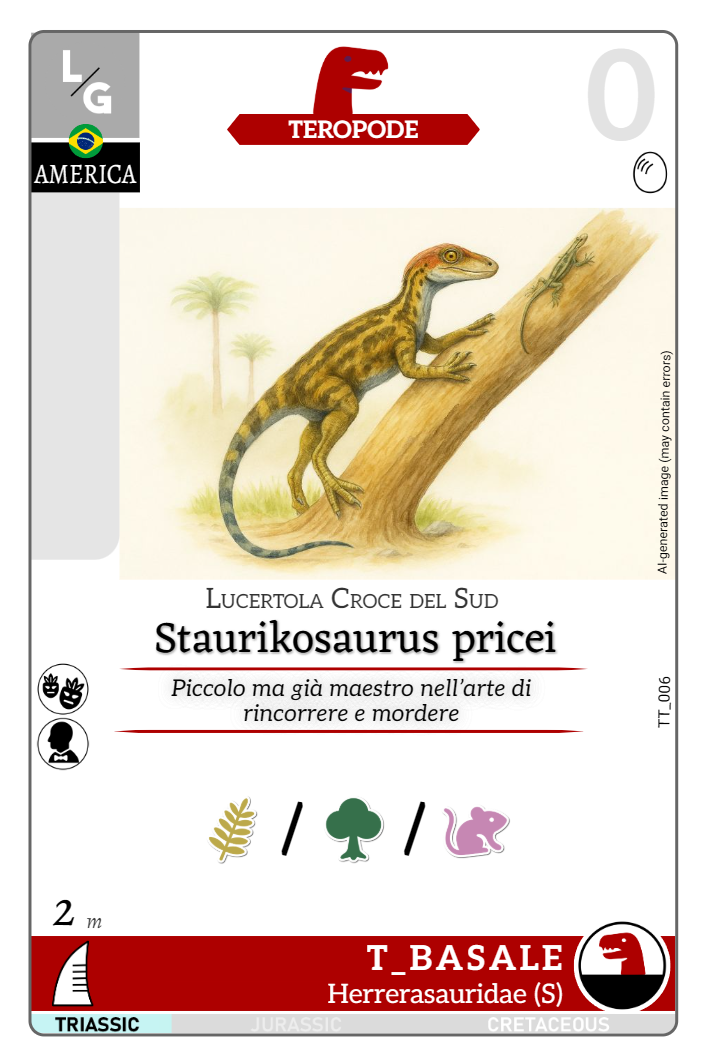 L/G
TEROPODE
0
AMERICA
AI-generated image (may contain errors)
Lucertola Croce del Sud
Staurikosaurus pricei
Piccolo ma già maestro nell'arte di
rincorrere e mordere
TT_006
/ /
2 m
T_BASALE
Herrerasauridae (S)
TRIASSIC JURASSIC CRETACEOUS